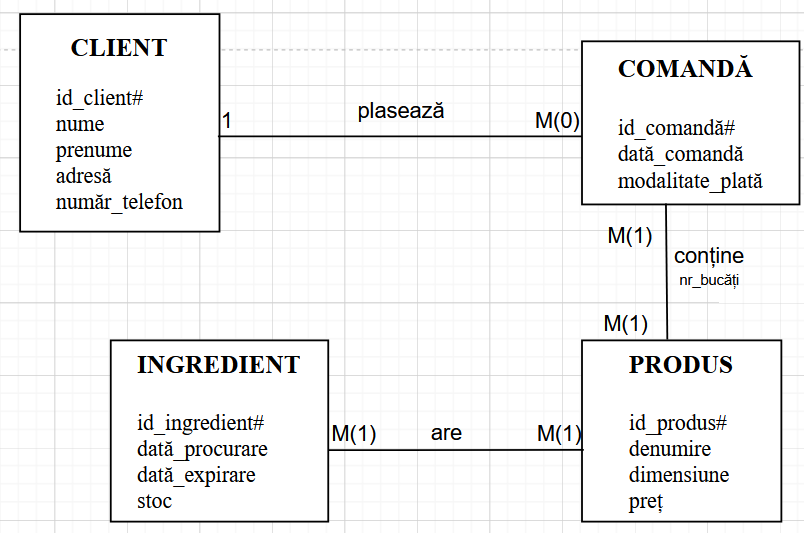 CLIENT
id_client#
nume
prenume
adresă
număr_telefon
1
plasează
M(0)
COMANDĂ
id_comandă#
dată_comandă
modalitate_plată
M(1)
conține
nr_bucăți
M(1)
INGREDIENT
id_ingredient#
dată_procurare
dată_expirare
stoc
M(1)
are
M(1)
PRODUS
id_produs#
denumire
dimensiune
preț